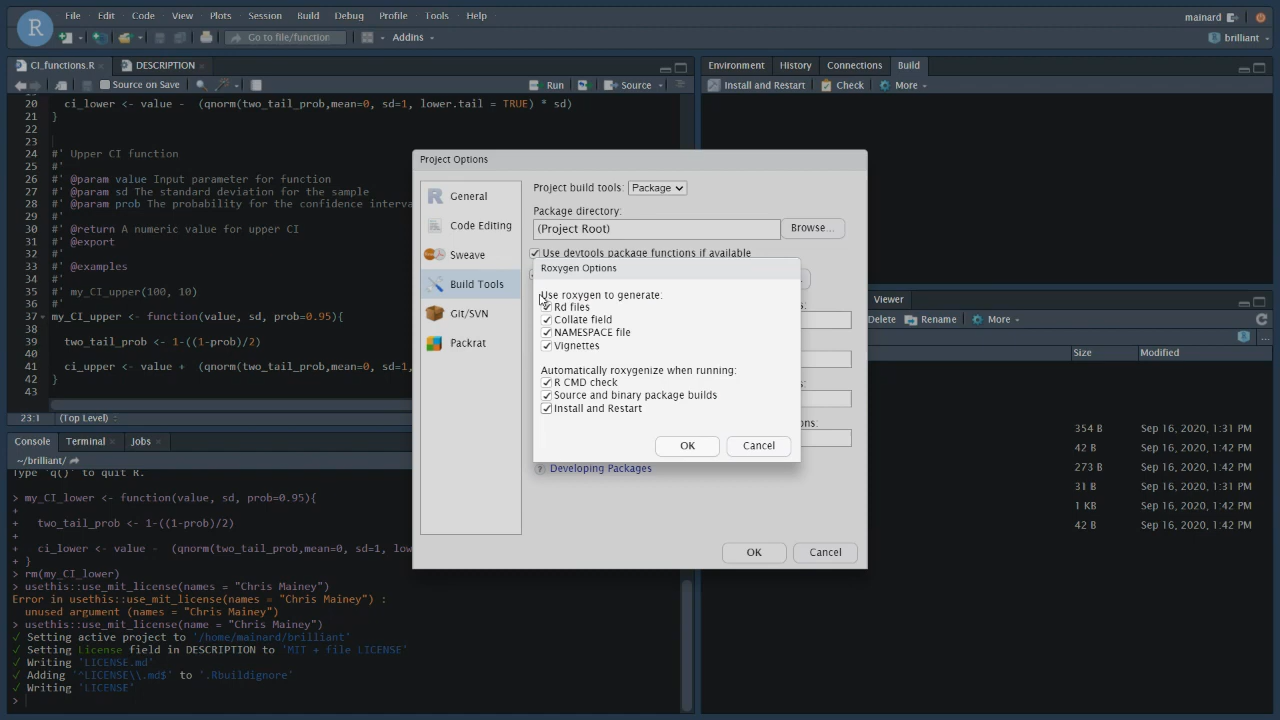 R
File Edit Code View Plots Session Build Debug Profile Tools Help
mainard
Go to file/function
Addins
brilliant
CI_functions.R
DESCRIPTION
Source on Save
Run
Source
20 ci_lower <- value - (qnorm(two_tail_prob,mean=0, sd=1, lower.tail = TRUE) * sd)
21 }
22
23
24 #' Upper CI function
25 #'
26 #' @param value Input parameter for function
27 #' @param sd The standard deviation for the sample
28 #' @param prob The probability for the confidence interva
29 #'
30 #' @return A numeric value for upper CI
31 #' @export
32 #'
33 #' @examples
34 #'
35 #' my_CI_upper(100, 10)
36 #'
37 my_CI_upper <- function(value, sd, prob=0.95){
38
39 two_tail_prob <- 1-((1-prob)/2)
40
41 ci_upper <- value + (qnorm(two_tail_prob,mean=0, sd=1,
42 }
43
23:1 (Top Level)
Console Terminal Jobs
~/brilliant/
Type 'q()' to quit R.
> my_CI_lower <- function(value, sd, prob=0.95){
+
+ two_tail_prob <- 1-((1-prob)/2)
+
+ ci_lower <- value - (qnorm(two_tail_prob,mean=0, sd=1, low
+ }
> rm(my_CI_lower)
> usethis::use_mit_license(names = "Chris Mainey")
Error in usethis::use_mit_license(names = "Chris Mainey") :
unused argument (names = "Chris Mainey")
> usethis::use_mit_license(name = "Chris Mainey")
✓ Setting active project to '/home/mainard/brilliant'
✓ Setting License field in DESCRIPTION to 'MIT + file LICENSE'
✓ Writing 'LICENSE.md'
✓ Adding '^LICENSE\\.md$' to '.Rbuildignore'
✓ Writing 'LICENSE'
>
Project Options
General
Code Editing
Sweave
Build Tools
Git/SVN
Packrat
Project build tools: Package
Package directory:
(Project Root)
Browse...
Use devtools package functions if available
Roxygen Options
Use roxygen to generate:
Rd files
Collate field
NAMESPACE file
Vignettes
Automatically roxygenize when running:
R CMD check
Source and binary package builds
Install and Restart
OK
Cancel
ons:
? Developing Packages
OK
Cancel
Environment History Connections Build
Install and Restart
Check
More
Viewer
Delete
Rename
More
Size
Modified
354 B Sep 16, 2020, 1:31 PM
42 B Sep 16, 2020, 1:42 PM
273 B Sep 16, 2020, 1:42 PM
31 B Sep 16, 2020, 1:42 PM
1 KB Sep 16, 2020, 1:42 PM
42 B Sep 16, 2020, 1:42 PM